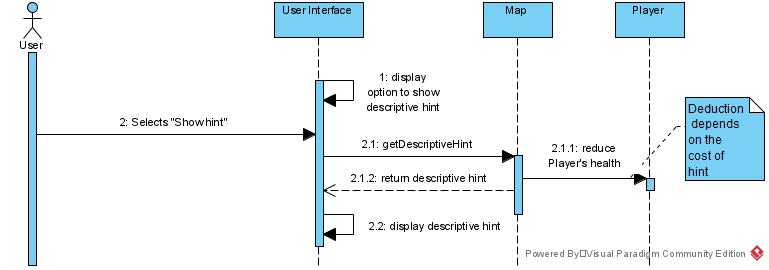 User
User Interface
Map
Player
1: display
option to show
descriptive hint
2: Selects "Showhint"
2.1: getDescriptiveHint
2.1.1: reduce
Player's health
Deduction
depends
on the
cost of
hint
2.1.2: return descriptive hint
2.2: display descriptive hint
Powered By Visual Paradigm Community Edition